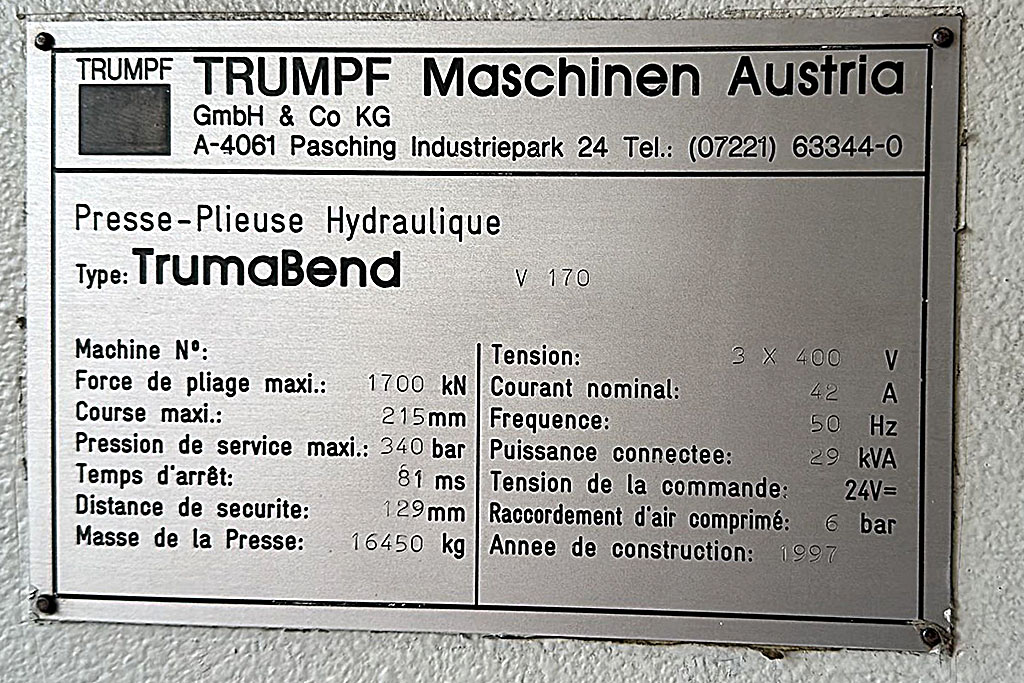 TRUMPF
TRUMPF Maschinen Austria
GmbH & Co KG
A-4061 Pasching Industriepark 24 Tel.: (07221) 63344-0
Presse-Plieuse Hydraulique
Type: TrumaBend V 170
Machine Nº:
Force de pliage maxi.: 1700 kN
Course maxi.: 215mm
Pression de service maxi.: 340 bar
Temps d'arrêt: 81 ms
Distance de securite: 129mm
Masse de la Presse: 16450 kg
Tension: 3 X 400 V
Courant nominal: 42 A
Frequence: 50 Hz
Puissance connectee: 29 kVA
Tension de la commande: 24V=
Raccordement d'air comprimé: 6 bar
Annee de construction: 1997